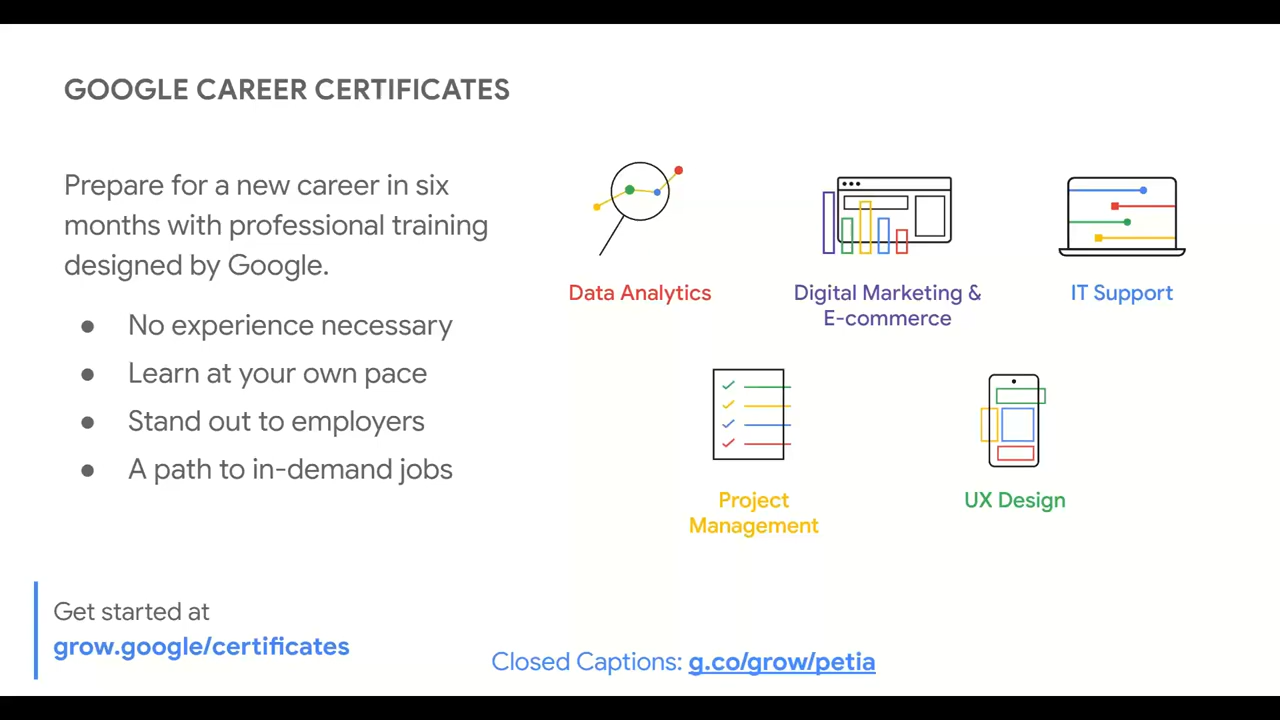 GOOGLE CAREER CERTIFICATES
Prepare for a new career in six
months with professional training
designed by Google.
● No experience necessary
● Learn at your own pace
● Stand out to employers
● A path to in-demand jobs
Data Analytics
Digital Marketing &
E-commerce
IT Support
Project
Management
UX Design
Get started at
grow.google/certificates
Closed Captions: g.co/grow/petia